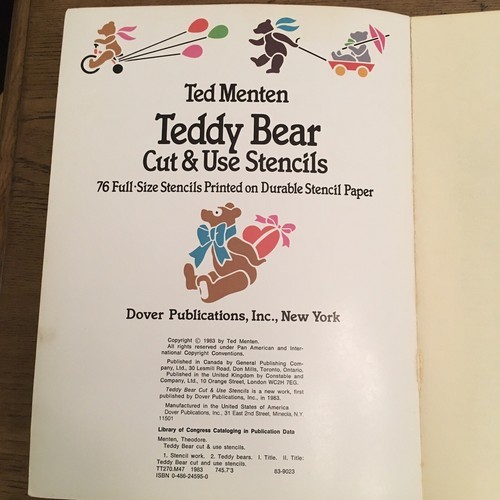 Ted Menten
Teddy Bear
Cut & Use Stencils
76 Full-Size Stencils Printed on Durable Stencil Paper
Dover Publications, Inc., New York
Copyright © 1983 by Ted Menten.
All rights reserved under Pan American and Inter-
national Copyright Conventions.
Published in Canada by General Publishing Com-
pany, Ltd., 30 Lesmill Road, Don Mills, Toronto, Ontario.
Published in the United Kingdom by Constable and
Company, Ltd., 10 Orange Street, London WC2H 7EG.
Teddy Bear Cut & Use Stencils is a new work, first
published by Dover Publications, Inc., in 1983.
Manufactured in the United States of America
Dover Publications, Inc., 31 East 2nd Street, Mineola, N.Y.
11501
Library of Congress Cataloging in Publication Data
Menten, Theodore.
Teddy Bear cut & use stencils.
1. Stencil work. 2. Teddy bears. I. Title. II. Title:
Teddy Bear cut and use stencils.
TT270.M47 1983 745.7'3 83-9023
ISBN 0-486-24595-0